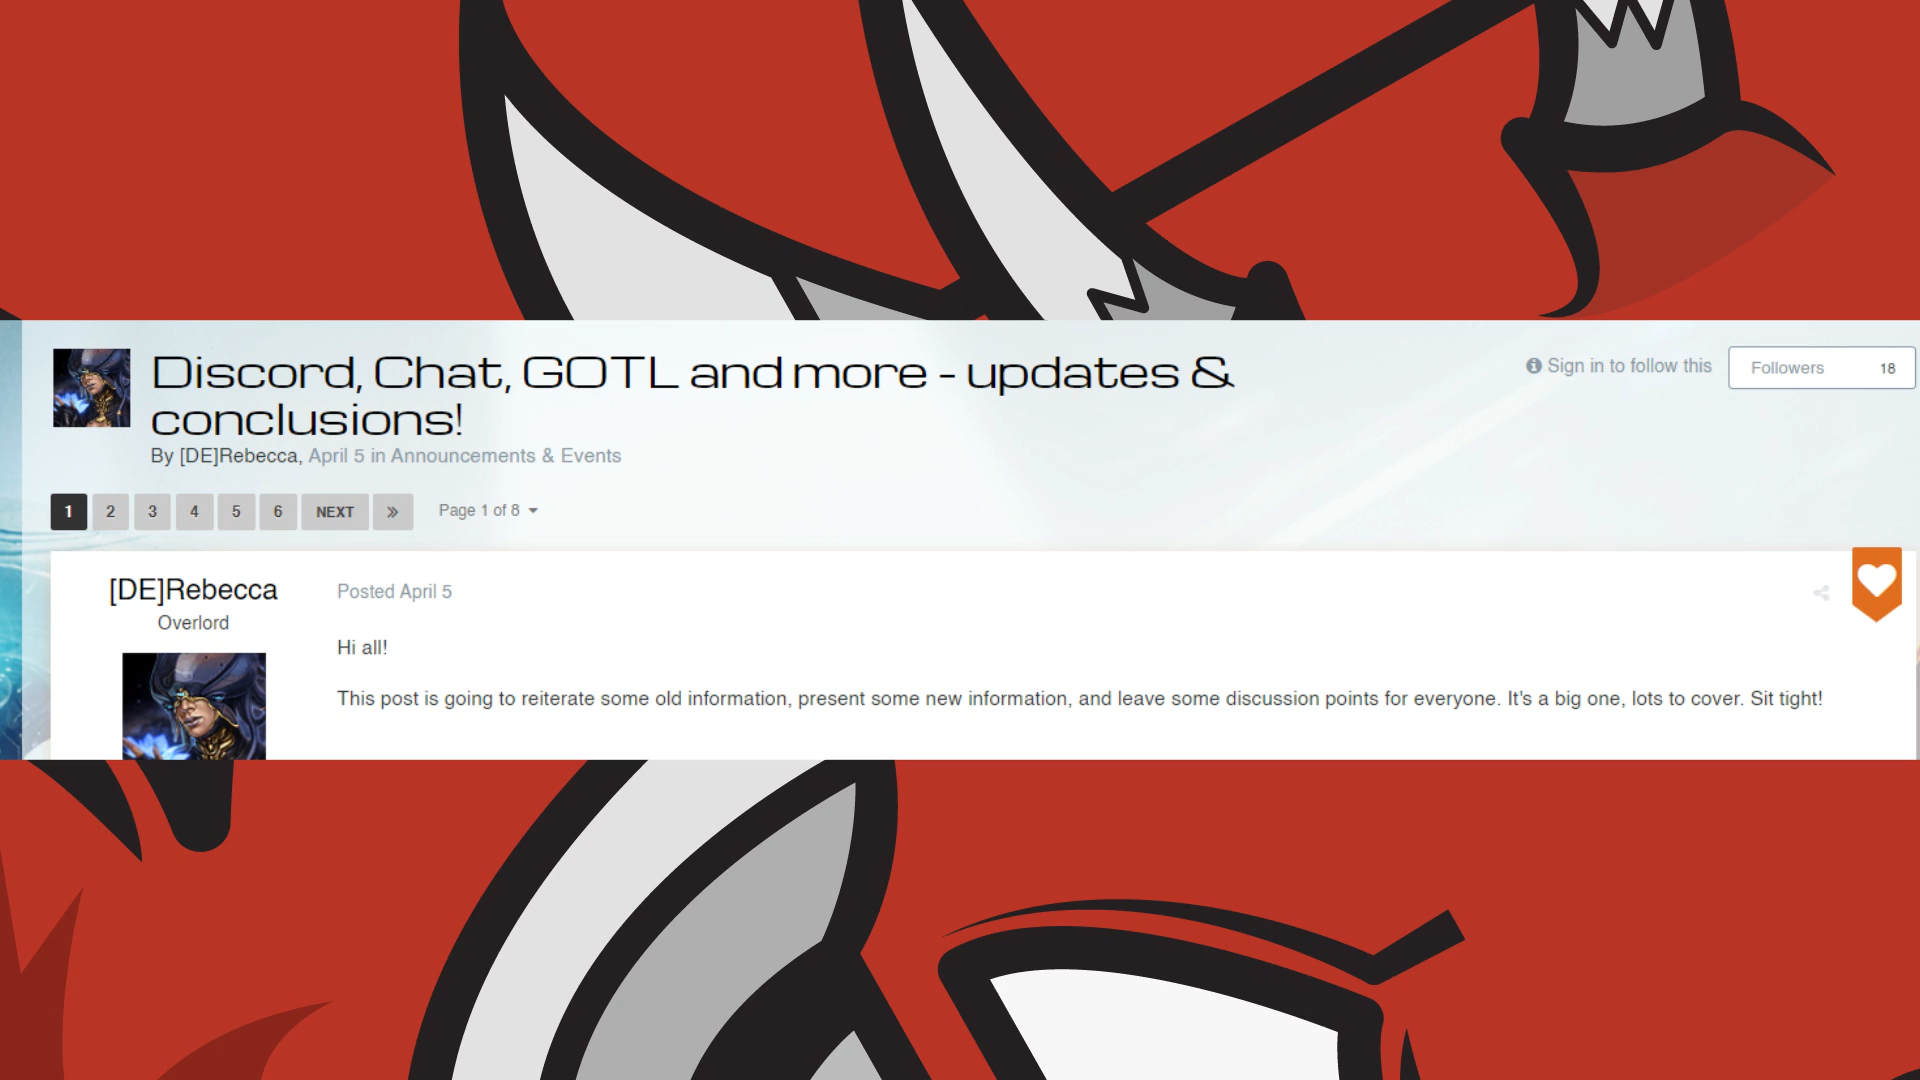 Discord, Chat, GOTL and more - updates &
conclusions!
Sign in to follow this
Followers 18
By [DE]Rebecca, April 5 in Announcements & Events
1 2 3 4 5 6 NEXT » Page 1 of 8
[DE]Rebecca
Overlord
Posted April 5
Hi all!
This post is going to reiterate some old information, present some new information, and leave some discussion points for everyone. It's a big one, lots to cover. Sit tight!